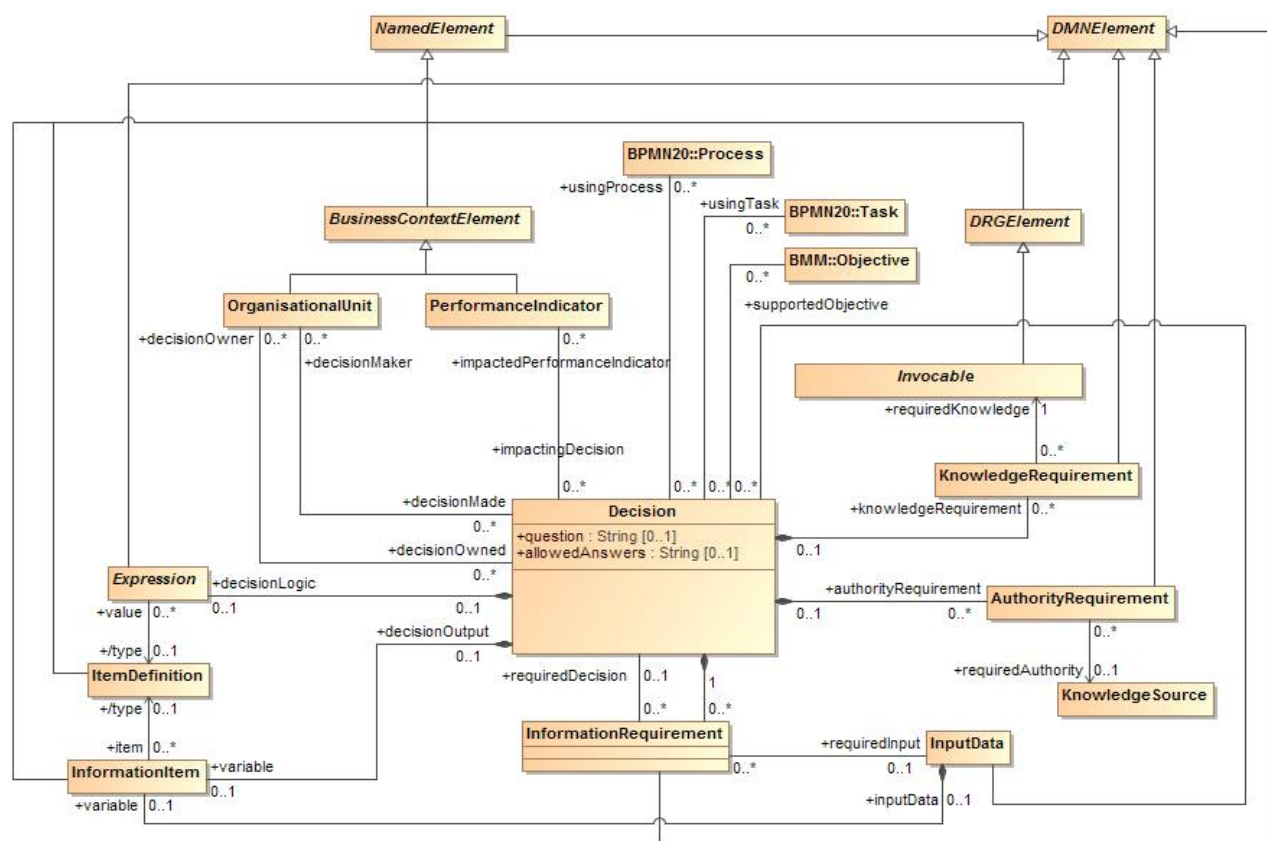 NamedElement
DMNElement
BPMN20::Process
+usingProcess
0..*
+usingTask
BPMN20::Task
0..*
BusinessContextElement
DRGElement
BMM::Objective
0..*
+supportedObjective
OrganisationalUnit
PerformanceIndicator
+decisionOwner
0..*
0..*
0..*
+decisionMaker
+impactedPerformanceIndicator
Invocable
+requiredKnowledge
1
+impactingDecision
0..*
KnowledgeRequirement
0..*
0..*
0..*
0..*
+decisionMade
0..*
Decision
+knowledgeRequirement
0..*
+question : String [0..1]
+allowedAnswers : String [0..1]
0..1
+decisionOwned
0..*
Expression
+decisionLogic
0..1
0..1
+authorityRequirement
0..1
0..*
AuthorityRequirement
+value
0..*
+decisionOutput
0..1
0..*
+/type
0..1
+requiredDecision
0..1
1
+requiredAuthority
0..1
ItemDefinition
KnowledgeSource
+/type
0..1
0..*
0..*
+item
0..*
InformationRequirement
+requiredInput
InputData
InformationItem
+variable
0..1
0..*
0..1
+variable
0..1
+inputData
0..1